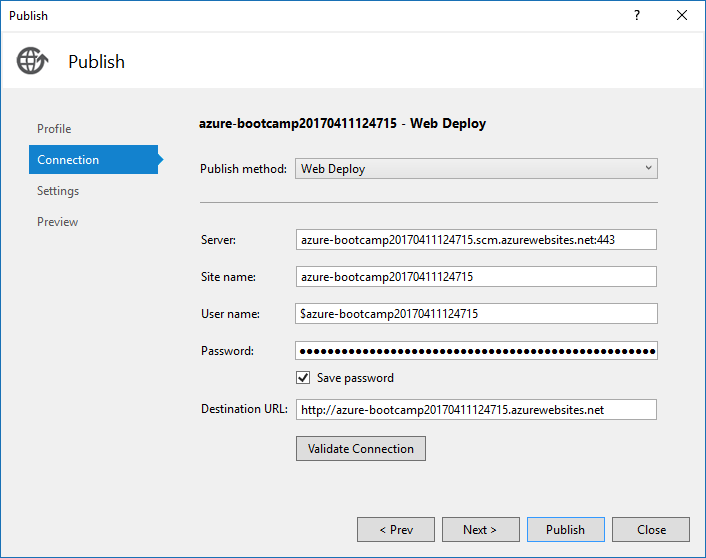 Publish
?
Publish
Profile
Connection
Settings
Preview
azure-bootcamp20170411124715 - Web Deploy
Publish method: Web Deploy
Server: azure-bootcamp20170411124715.scm.azurewebsites.net:443
Site name: azure-bootcamp20170411124715
User name: $azure-bootcamp20170411124715
Password: ●●●●●●●●●●●●●●●●●●●●●●●●●●●●●●●●●●●●●●●●●●●●●●●●●●●
Save password
Destination URL: http://azure-bootcamp20170411124715.azurewebsites.net
Validate Connection
< Prev Next > Publish Close